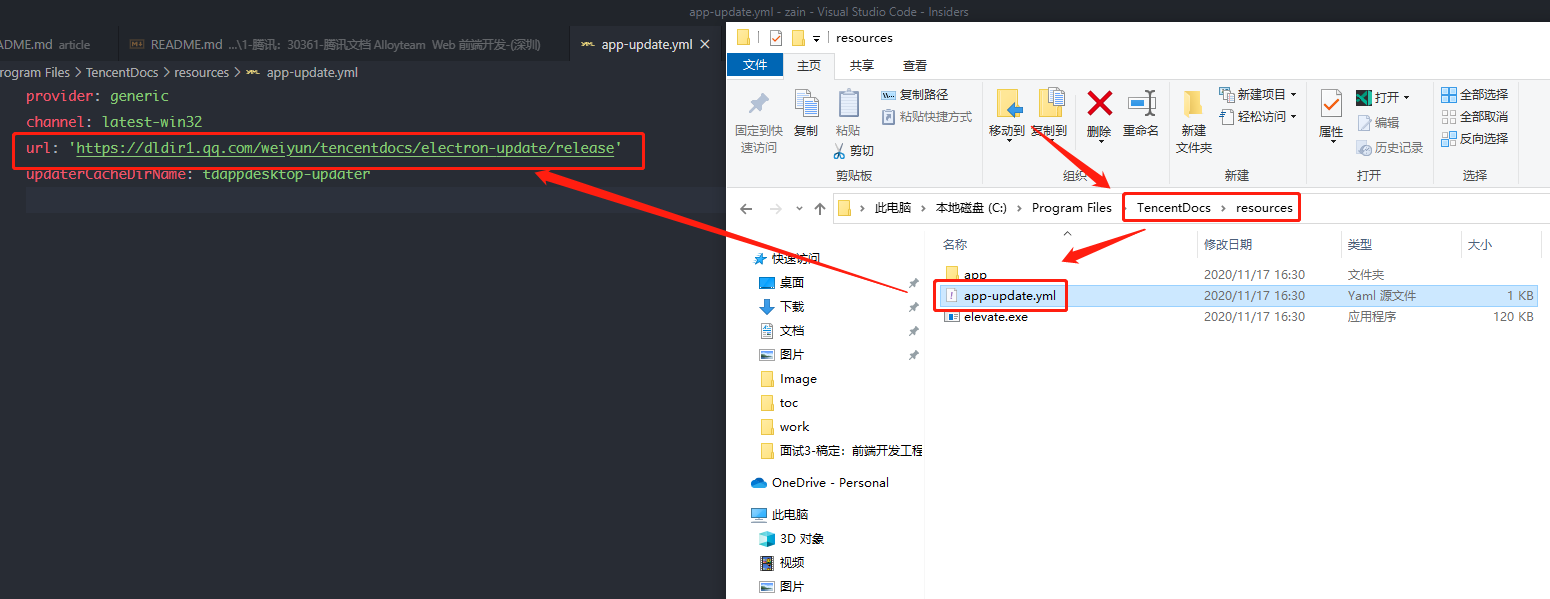 app-update.yml - zain - Visual Studio Code - Insiders
ADME.md article
README.md ...\1-腾讯：30361-腾讯文档 Alloyteam Web 前端开发-(深圳)
app-update.yml
rogram Files > TencentDocs > resources > app-update.yml
provider: generic
channel: latest-win32
url: 'https://dldir1.qq.com/weiyun/tencentdocs/electron-update/release'
updaterCacheDirName: tdappdesktop-updater
resources
文件
主页
共享
查看
固定到快
速访问
复制
粘贴
复制路径
粘贴快捷方式
剪切
剪贴板
移动到
复制到
删除
重命名
组织
新建
文件夹
新建项目
轻松访问
新建
属性
打开
编辑
历史记录
打开
全部选择
全部取消
反向选择
选择
此电脑 > 本地磁盘 (C:) > Program Files > TencentDocs > resources
快速访问
桌面
下载
文档
图片
Image
toc
work
面试3-稿定：前端开发工程
OneDrive - Personal
此电脑
3D 对象
视频
图片
名称 修改日期 类型 大小
app 2020/11/17 16:30 文件夹
app-update.yml 2020/11/17 16:30 Yaml 源文件 1 KB
elevate.exe 2020/11/17 16:30 应用程序 120 KB